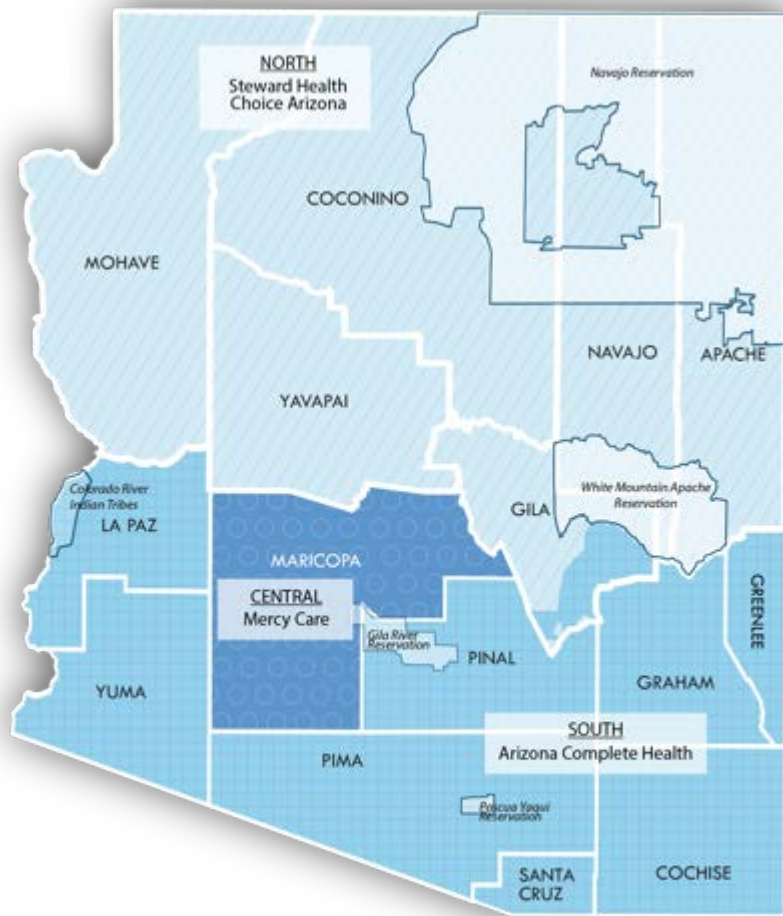 NORTH
Steward Health
Choice Arizona
Navajo Reservation
COCONINO
MOHAVE
NAVAJO
APACHE
YAVAPAI
Colorado River
Indian Tribes
LA PAZ
White Mountain Apache
Reservation
GILA
MARICOPA
CENTRAL
Mercy Care
Gila River
Reservation
PINAL
GREENLEE
GRAHAM
YUMA
SOUTH
Arizona Complete Health
PIMA
Pascua Yaqui
Reservation
SANTA
CRUZ
COCHISE